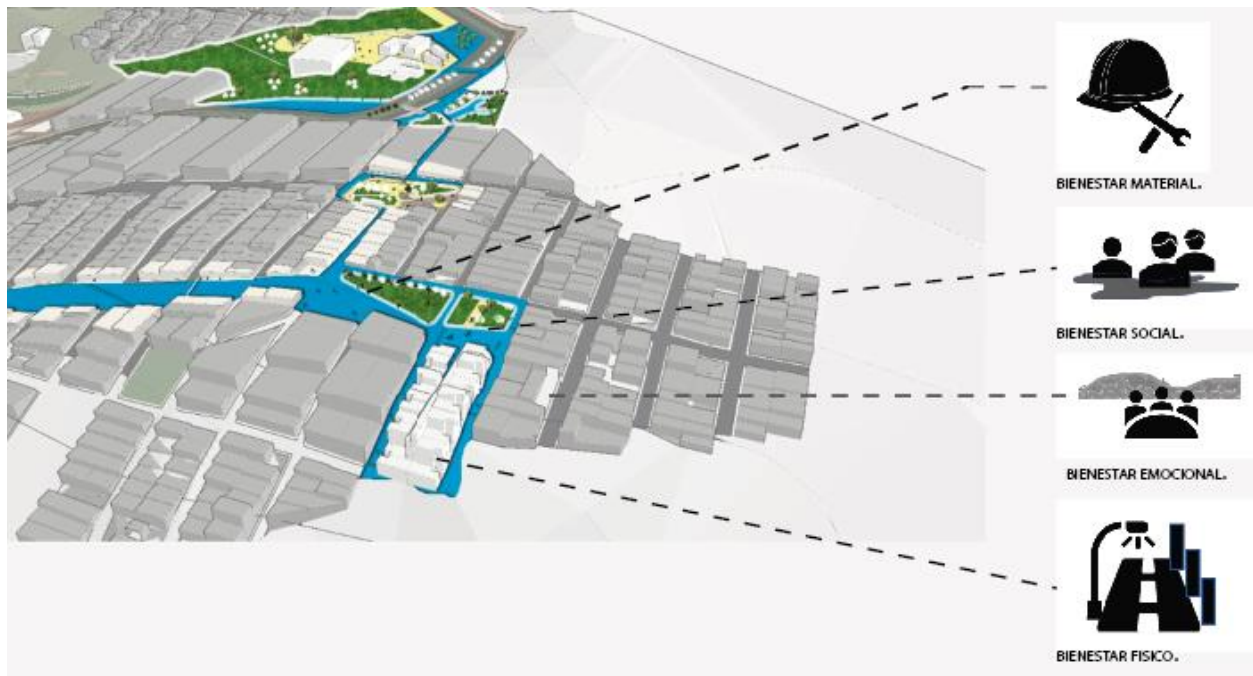 BIENESTAR MATERIAL.
BIENESTAR SOCIAL.
BIENESTAR EMOCIONAL.
BIENESTAR FISICO.